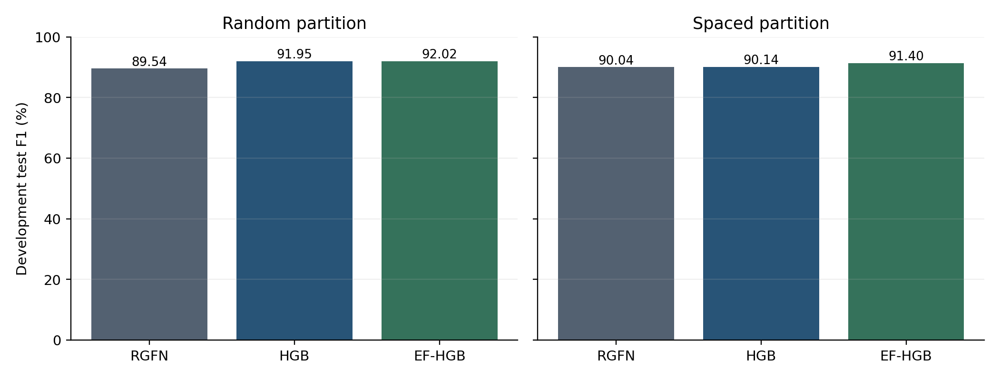 Random partition
Development test F1 (%)
100
80
60
40
20
0
89.54
91.95
92.02
RGFN
HGB
EF-HGB
Spaced partition
90.04
90.14
91.40
RGFN
HGB
EF-HGB